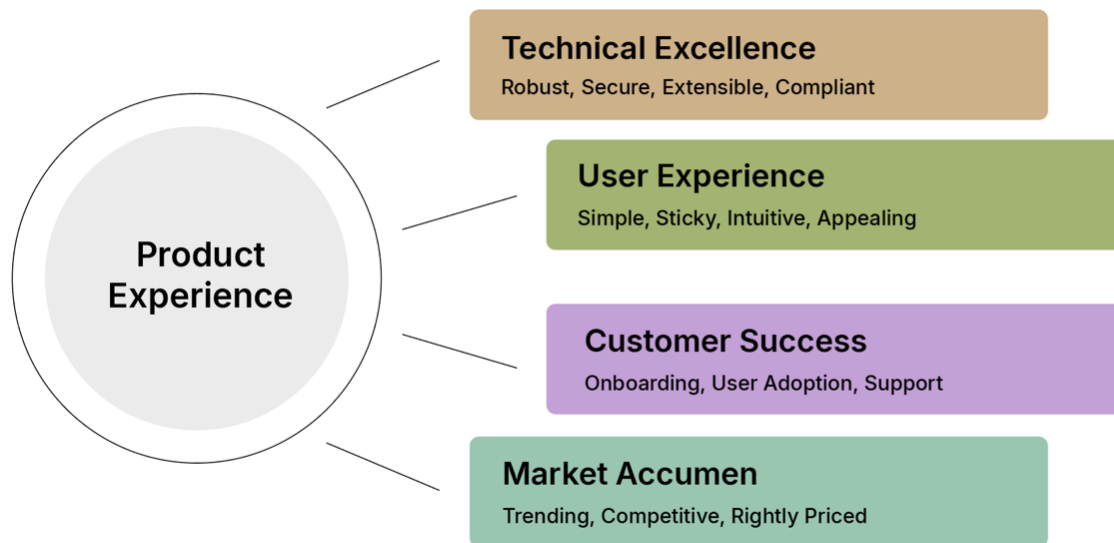 Product
Experience
Technical Excellence
Robust, Secure, Extensible, Compliant
User Experience
Simple, Sticky, Intuitive, Appealing
Customer Success
Onboarding, User Adoption, Support
Market Accumen
Trending, Competitive, Rightly Priced